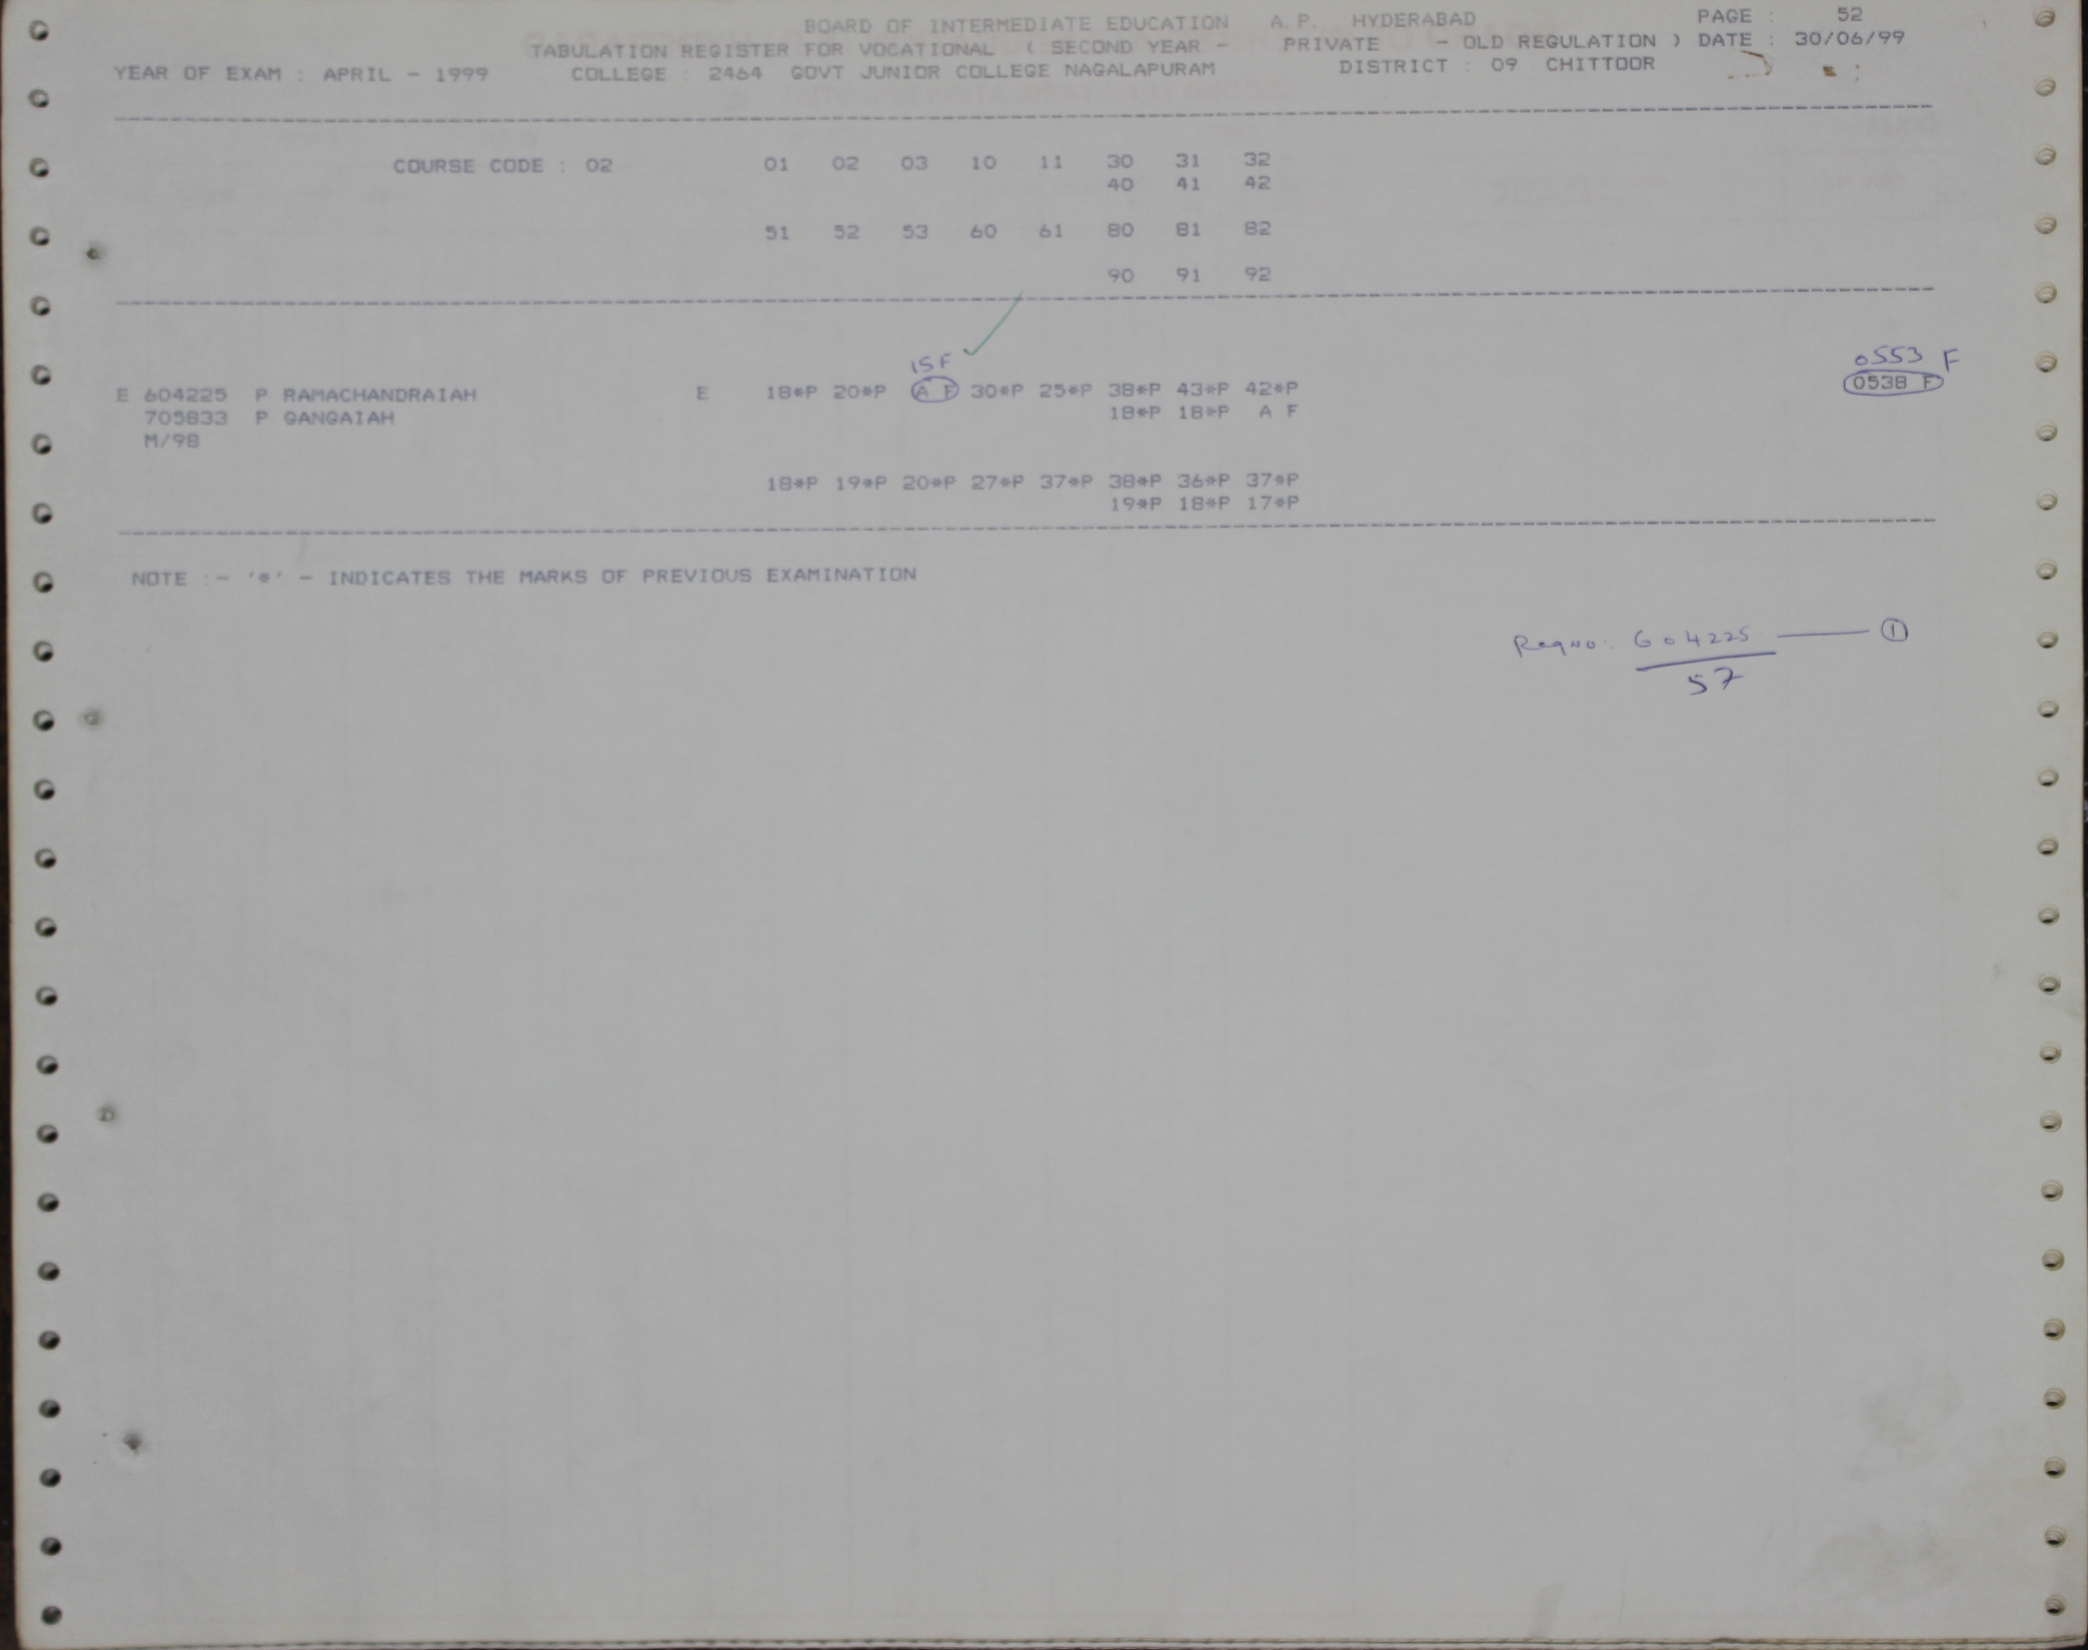 BOARD OF INTERMEDIATE EDUCATION A.P. HYDERABAD PAGE : 52
TABULATION REGISTER FOR VOCATIONAL ( SECOND YEAR - PRIVATE - OLD REGULATION ) DATE : 30/06/99
YEAR OF EXAM : APRIL - 1999 COLLEGE : 2464 GOVT JUNIOR COLLEGE NAGALAPURAM DISTRICT : 09 CHITTOOR
COURSE CODE : 02 01 02 03 10 11 30 31 32
40 41 42
51 52 53 60 61 80 81 82
90 91 92
15F 0553 F
E 604225 P RAMACHANDRAIAH E 18*P 20*P A F 30*P 25*P 38*P 43*P 42*P 0538 F
705833 P GANGAIAH 18*P 18*P A F
M/98
18*P 19*P 20*P 27*P 37*P 38*P 36*P 37*P
19*P 18*P 17*P
NOTE :- '*' - INDICATES THE MARKS OF PREVIOUS EXAMINATION
Reg no: 604225 — 1
57